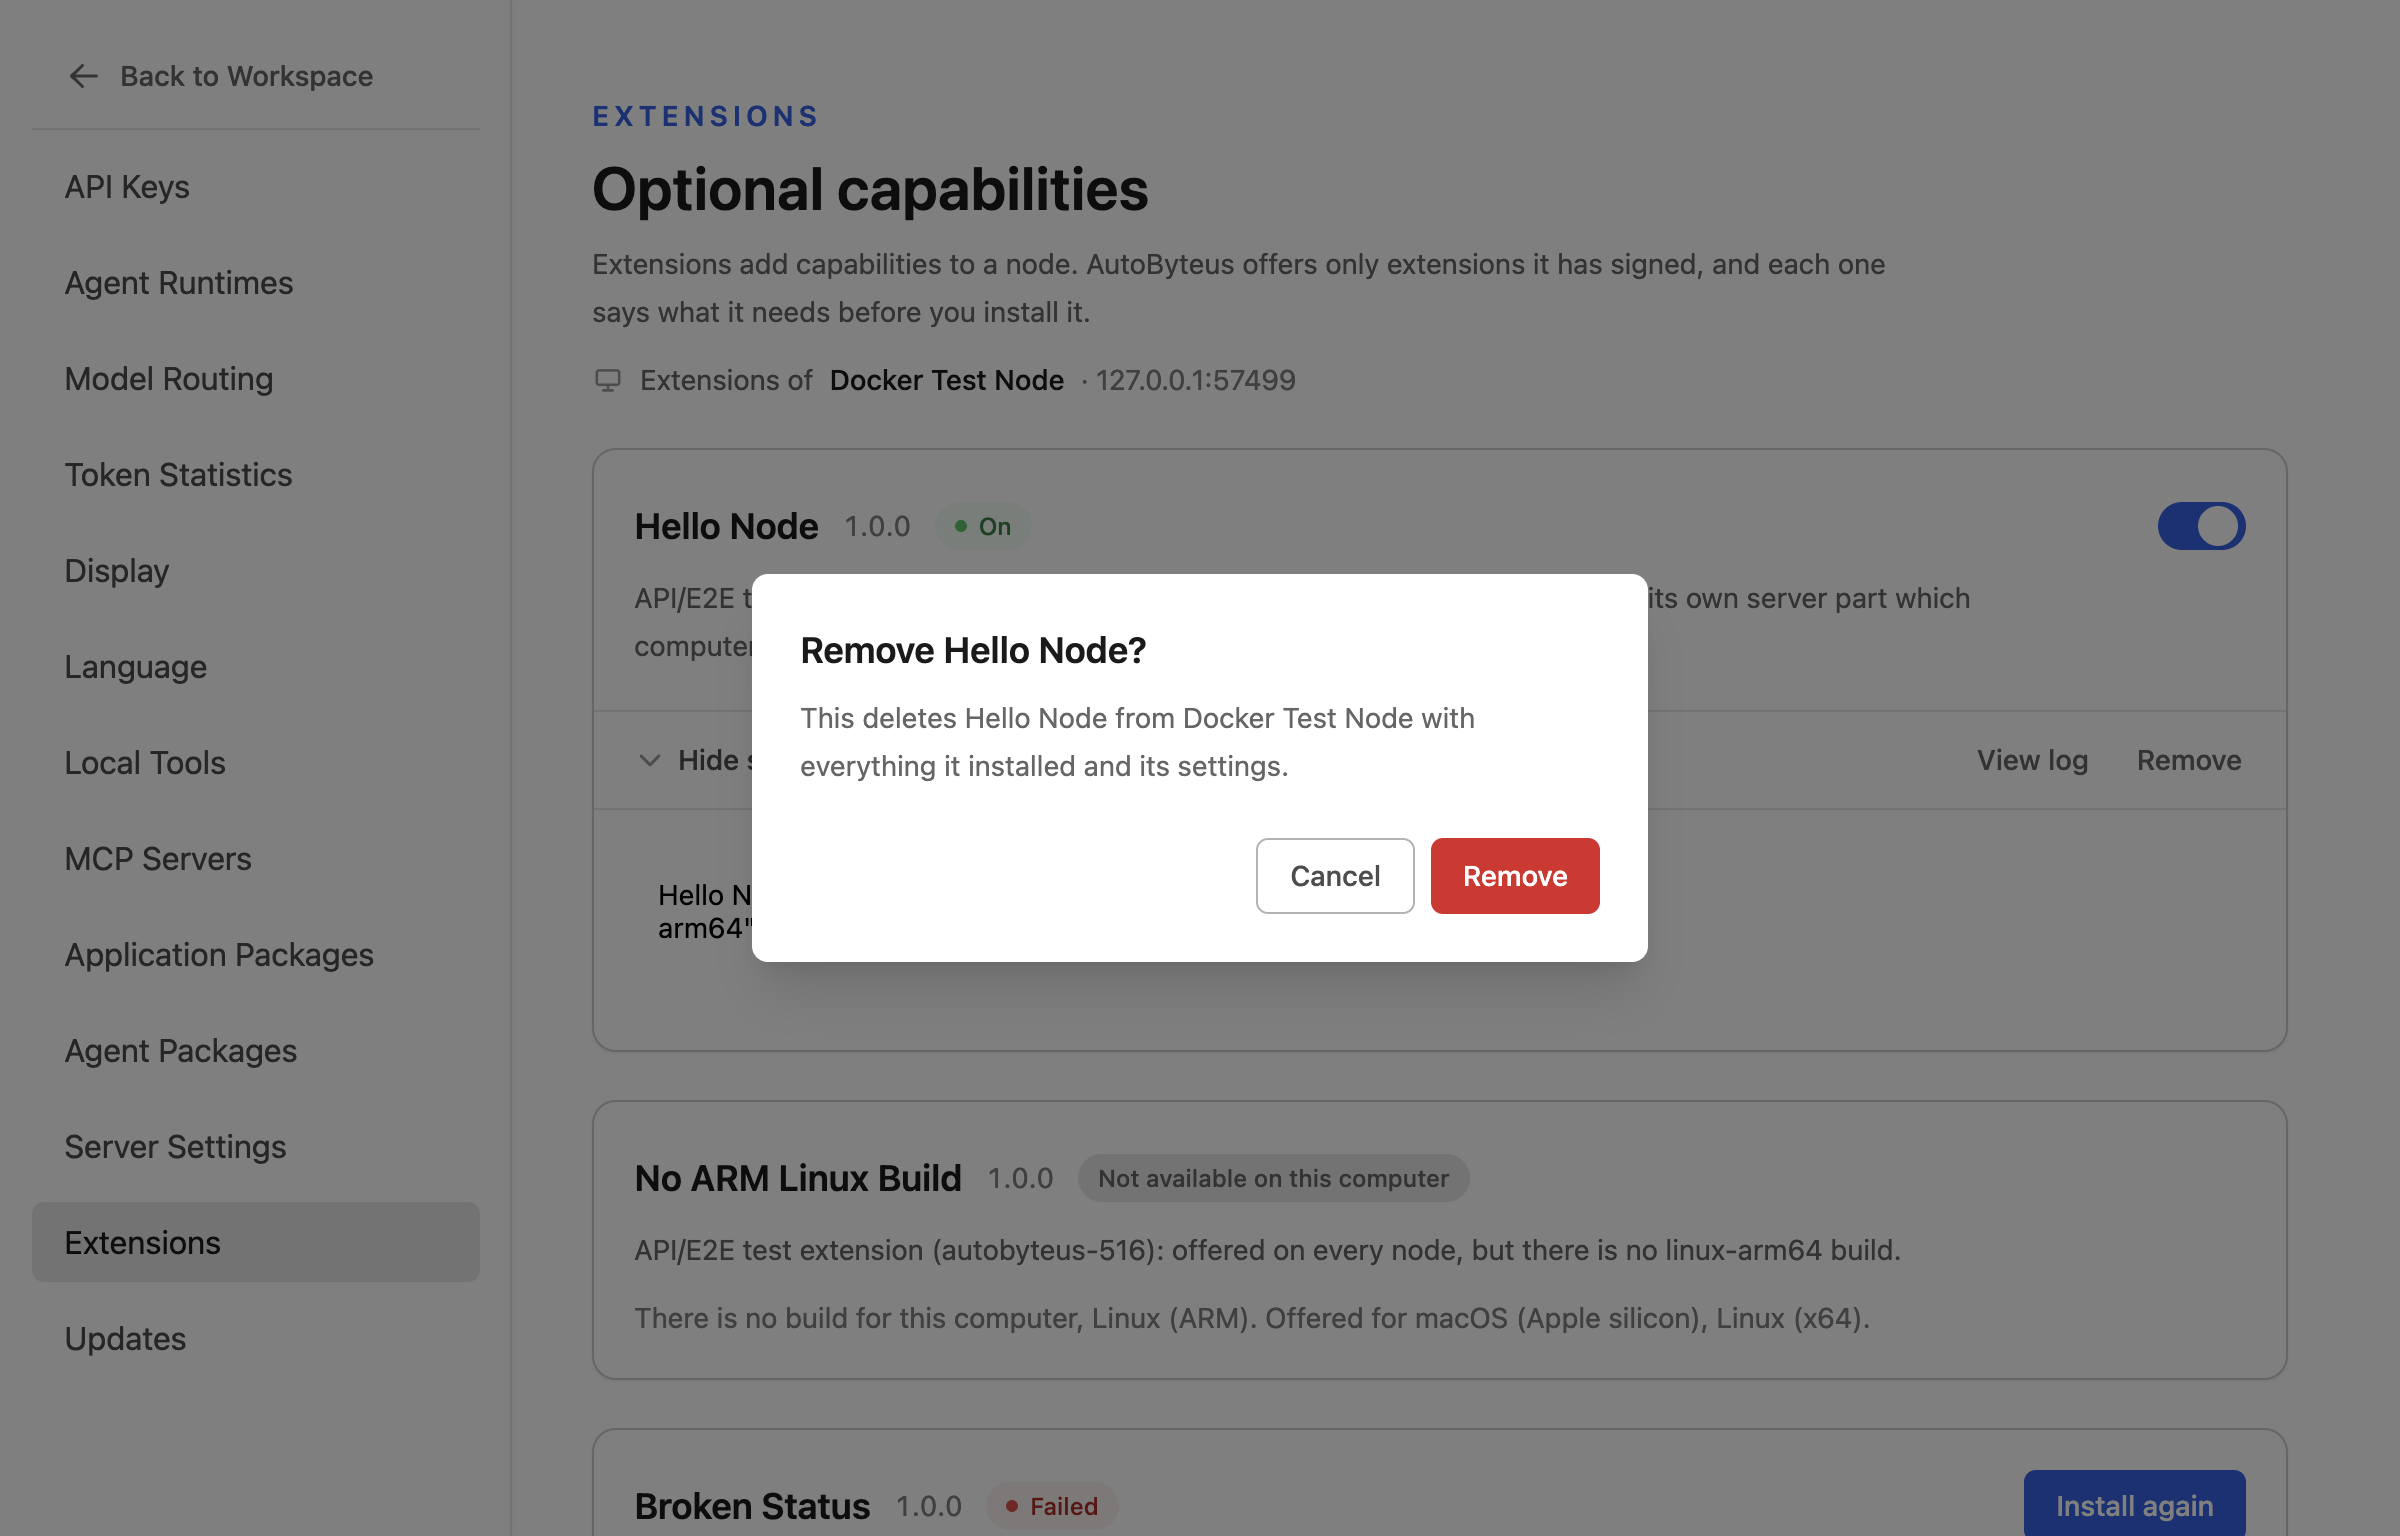 Back to Workspace
API Keys
Agent Runtimes
Model Routing
Token Statistics
Display
Language
Local Tools
MCP Servers
Application Packages
Agent Packages
Server Settings
Extensions
Updates
EXTENSIONS
Optional capabilities
Extensions add capabilities to a node. AutoByteus offers only extensions it has signed, and each one
says what it needs before you install it.
Extensions of Docker Test Node · 127.0.0.1:57499
Hello Node 1.0.0 On
API/E2E its own server part which
computer
Hide View log Remove
Hello
arm64"
Remove Hello Node?
This deletes Hello Node from Docker Test Node with
everything it installed and its settings.
Cancel Remove
No ARM Linux Build 1.0.0 Not available on this computer
API/E2E test extension (autobyteus-516): offered on every node, but there is no linux-arm64 build.
There is no build for this computer, Linux (ARM). Offered for macOS (Apple silicon), Linux (x64).
Broken Status 1.0.0 Failed Install again